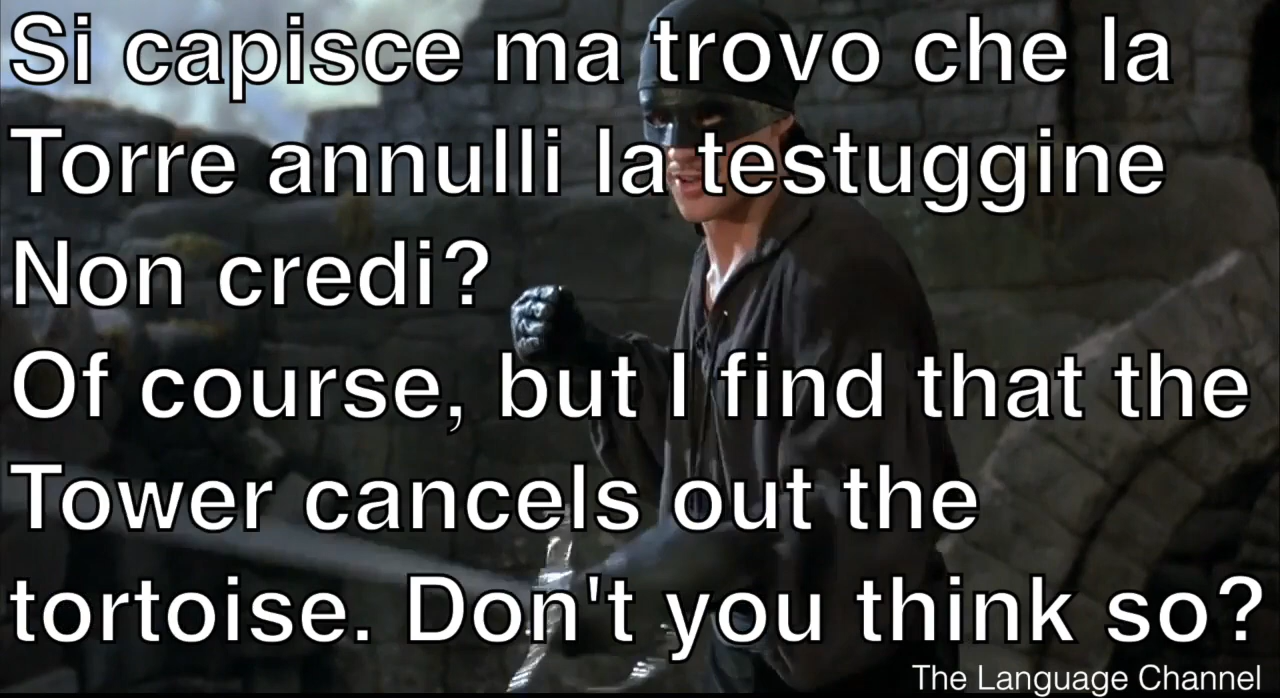 Si capisce ma trovo che la
Torre annulli la testuggine
Non credi?
Of course, but I find that the
Tower cancels out the
tortoise. Don't you think so?
The Language Channel